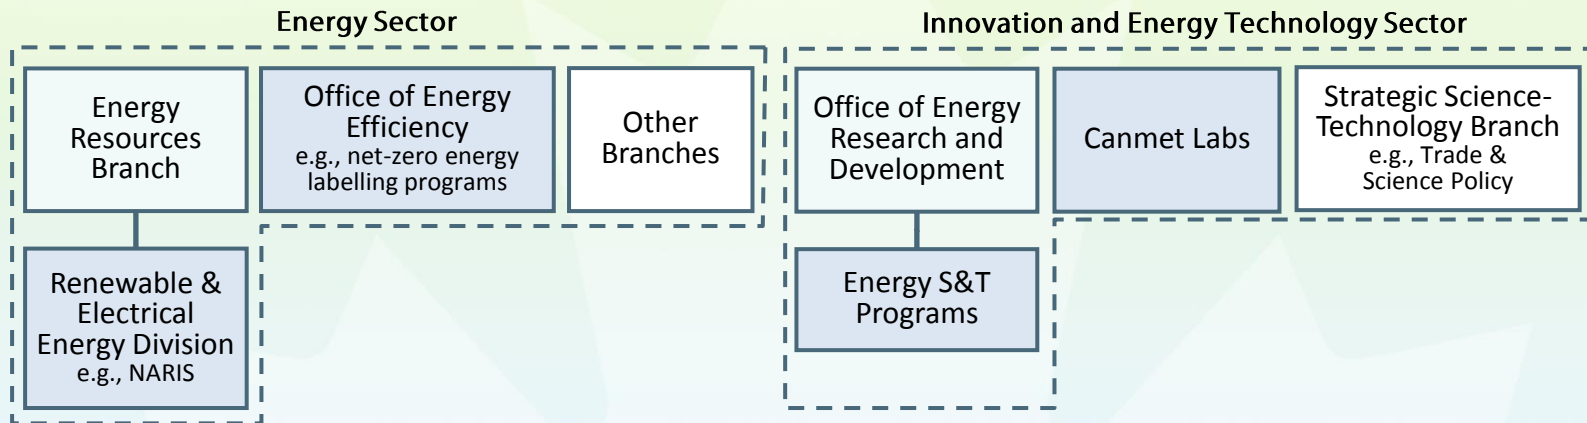 Energy Sector
Energy
Resources
Branch
Office of Energy
Efficiency
e.g., net-zero energy
labelling programs
Other
Branches
Renewable &
Electrical
Energy Division
e.g., NARIS
Innovation and Energy Technology Sector
Office of Energy
Research and
Development
Canmet Labs
Strategic Science-
Technology Branch
e.g., Trade &
Science Policy
Energy S&T
Programs